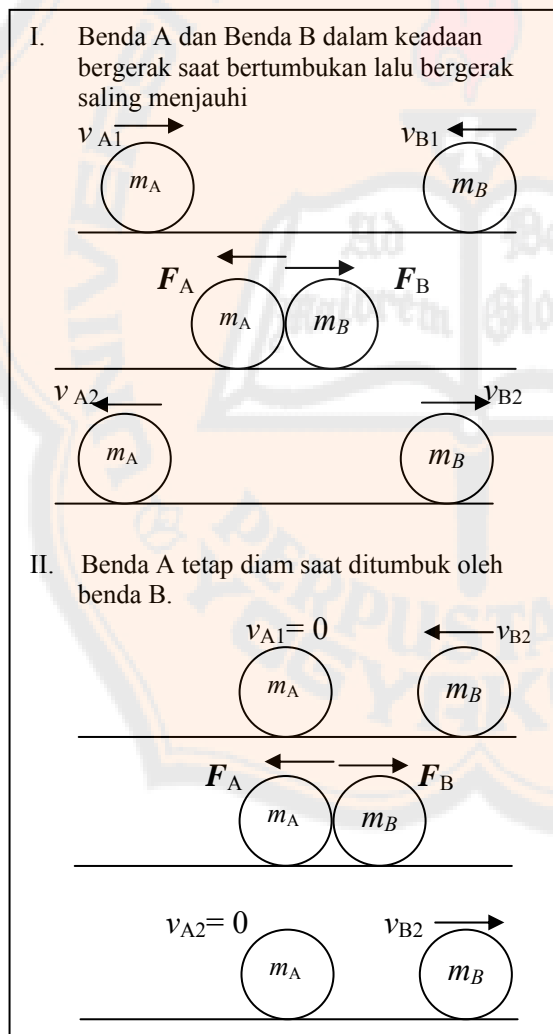 I. Benda A dan Benda B dalam keadaan
bergerak saat bertumbukan lalu bergerak
saling menjauhi
v A1 vB1
mA mB
FA FB
mA mB
v A2 vB2
mA mB
II. Benda A tetap diam saat ditumbuk oleh
benda B.
vA1= 0 vB2
mA mB
FA FB
mA mB
vA2= 0 vB2
mA mB